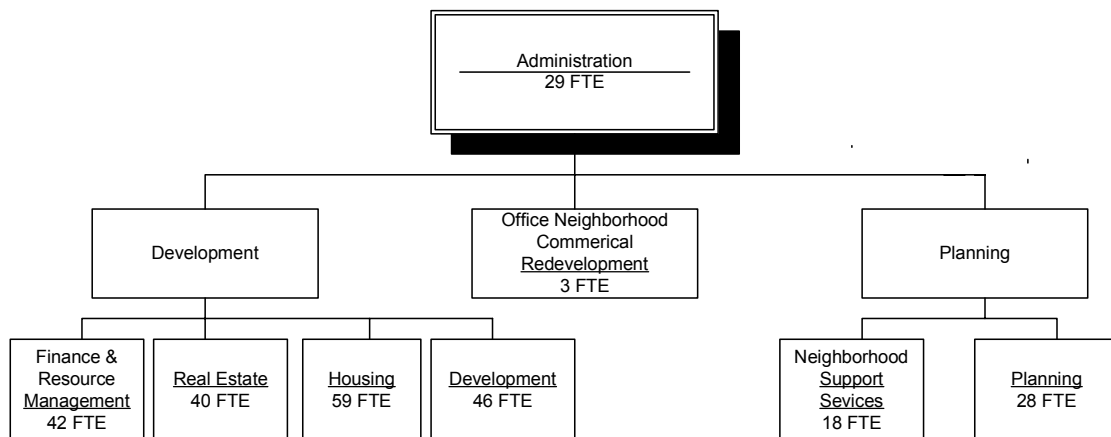 Administration
29 FTE
Development
Office Neighborhood
Commerical
Redevelopment
3 FTE
Planning
Finance &
Resource
Management
42 FTE
Real Estate
40 FTE
Housing
59 FTE
Development
46 FTE
Neighborhood
Support
Sevices
18 FTE
Planning
28 FTE